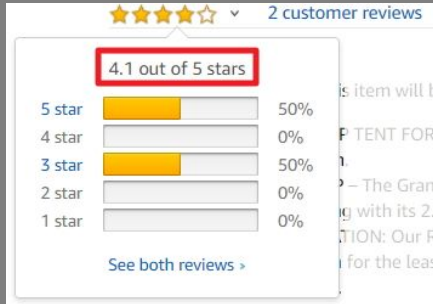 2 customer reviews
4.1 out of 5 stars
5 star 50%
4 star 0%
3 star 50%
2 star 0%
1 star 0%
See both reviews ›
is item will b
P TENT FOR
– The Gran
g with its 2.
TION: Our R
for the leas